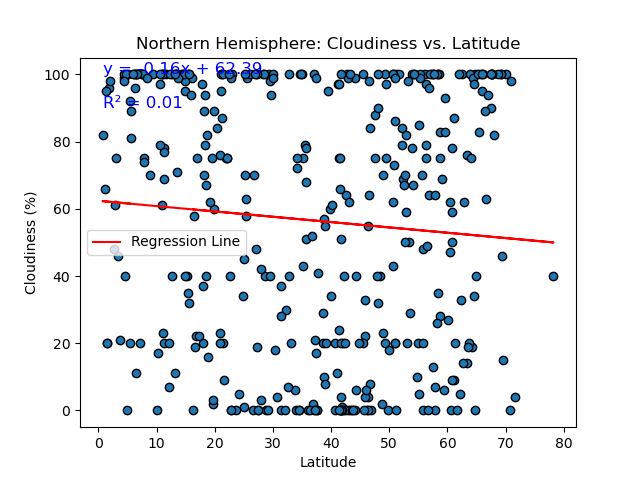 Northern Hemisphere: Cloudiness vs. Latitude
y = -0.16x + 62.39
R² = 0.01
100
80
60
40
20
0
Cloudiness (%)
Regression Line
0 10 20 30 40 50 60 70 80
Latitude